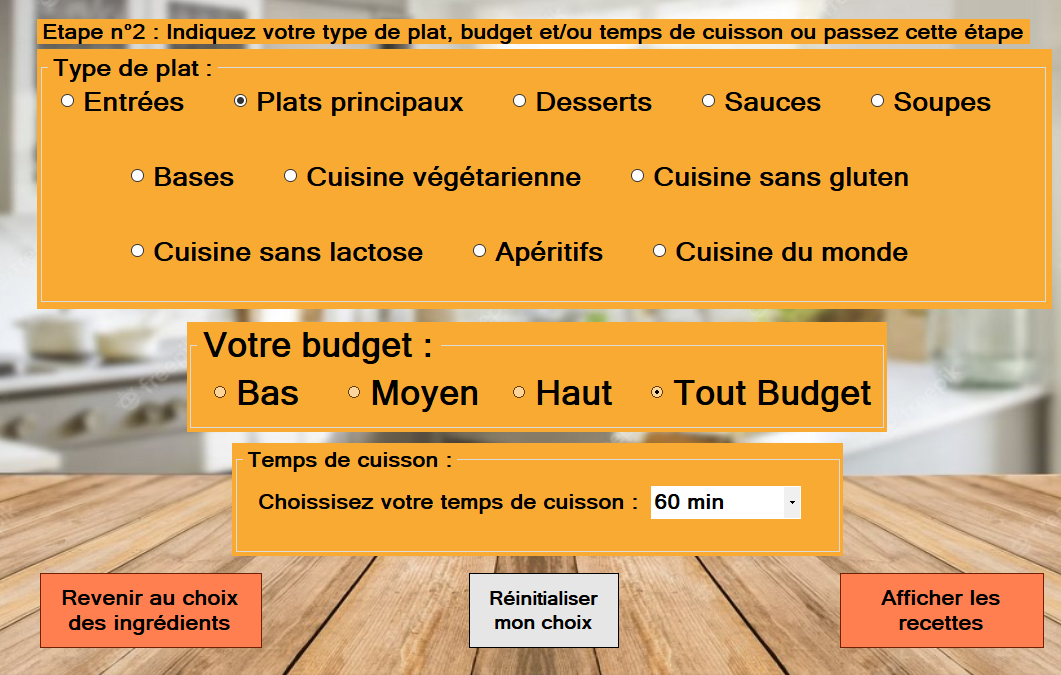 Etape n°2 : Indiquez votre type de plat, budget et/ou temps de cuisson ou passez cette étape
Type de plat :
Entrées Plats principaux Desserts Sauces Soupes
Bases Cuisine végétarienne Cuisine sans gluten
Cuisine sans lactose Apéritifs Cuisine du monde
Votre budget :
Bas Moyen Haut Tout Budget
Temps de cuisson :
Choissisez votre temps de cuisson : 60 min
Revenir au choix
des ingrédients
Réinitialiser
mon choix
Afficher les
recettes